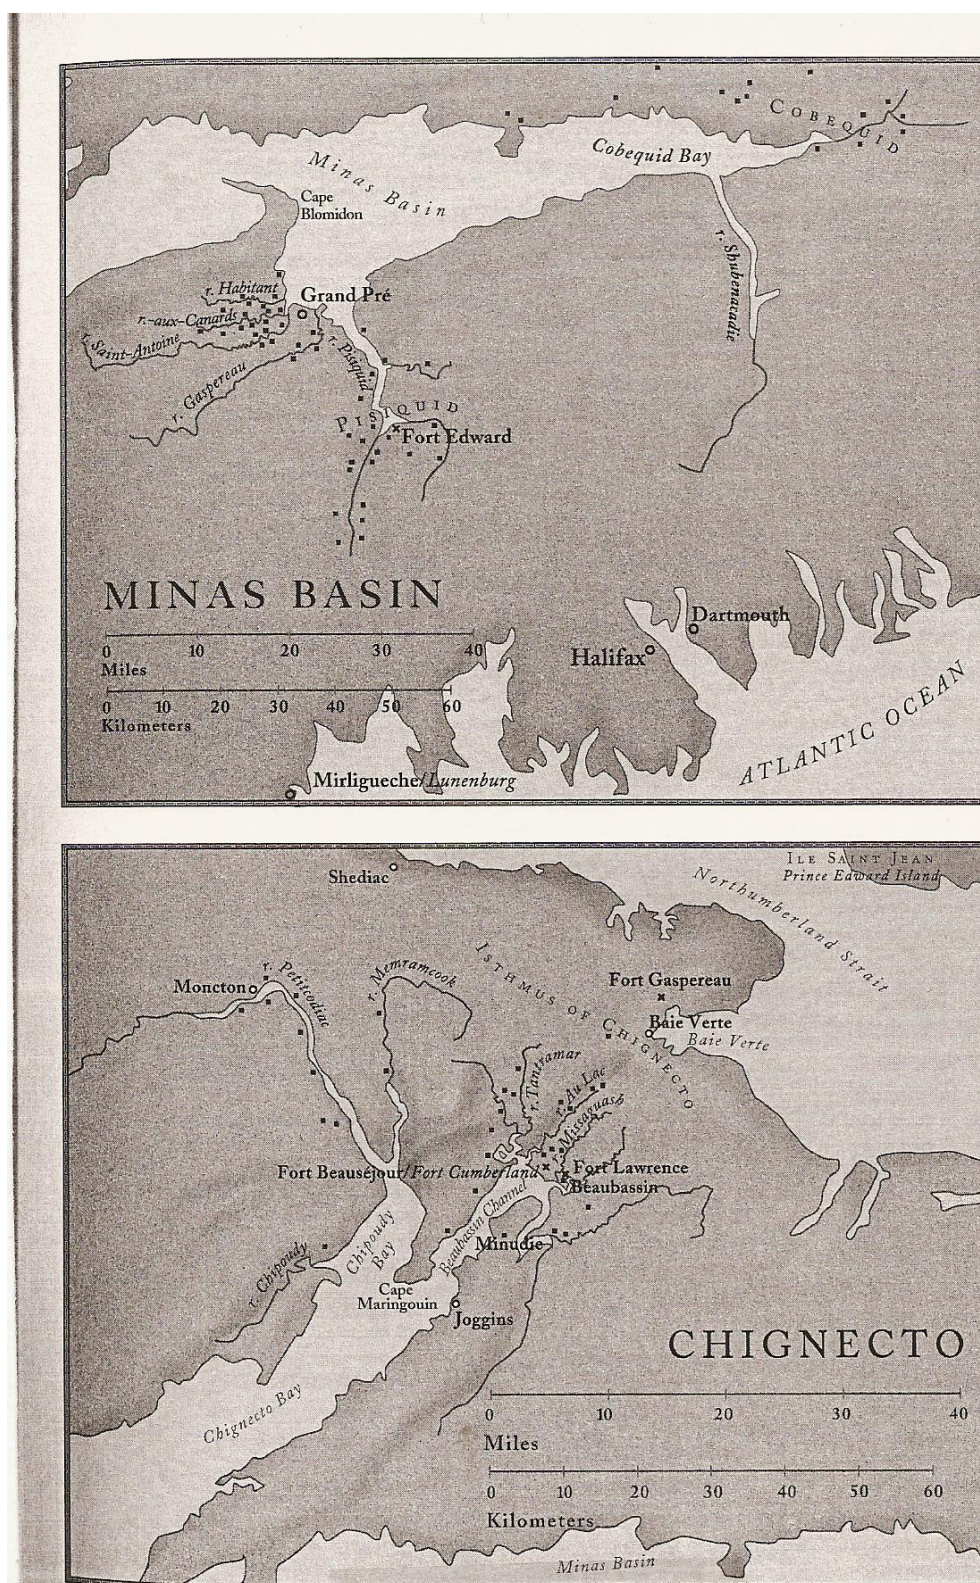 COBEQUID
Minas Basin
Cobequid Bay
Cape
Blomidon
r. Shubenacadie
r. Habitant
Grand Pré
r.-aux-Canards
r. Saint-Antoine
r. Pisiquid
r. Gaspereau
PISIQUID
Fort Edward
MINAS BASIN
0 10 20 30 40
Miles
0 10 20 30 40 50 60
Kilometers
Dartmouth
Halifax
ATLANTIC OCEAN
Mirligueche/Lunenburg
ILE SAINT JEAN
Prince Edward Island
Shediac
Northumberland Strait
ISTHMUS OF CHIGNECTO
r. Petitcodiac
r. Memramcook
Moncton
Fort Gaspereau
Baie Verte
Baie Verte
r. Tantramar
r. Au Lac
r. Missaguash
Fort Beauséjour/Fort Cumberland
Fort Lawrence
Beaubassin
Beaubassin Channel
Minudie
Chipoudy
Bay
r. Chipoudy
Cape
Maringouin
Joggins
CHIGNECTO
Chignecto Bay
0 10 20 30 40
Miles
0 10 20 30 40 50 60
Kilometers
Minas Basin